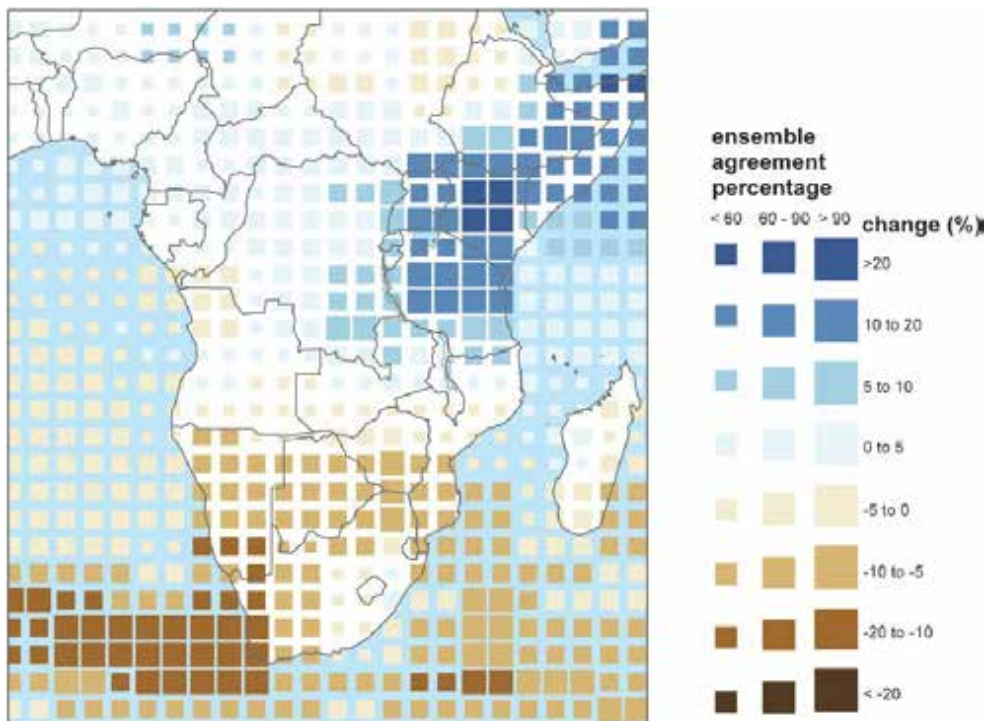 ensemble
agreement
percentage
< 60 60 - 90 > 90 change (%)
>20
10 to 20
5 to 10
0 to 5
-5 to 0
-10 to -5
-20 to -10
< -20